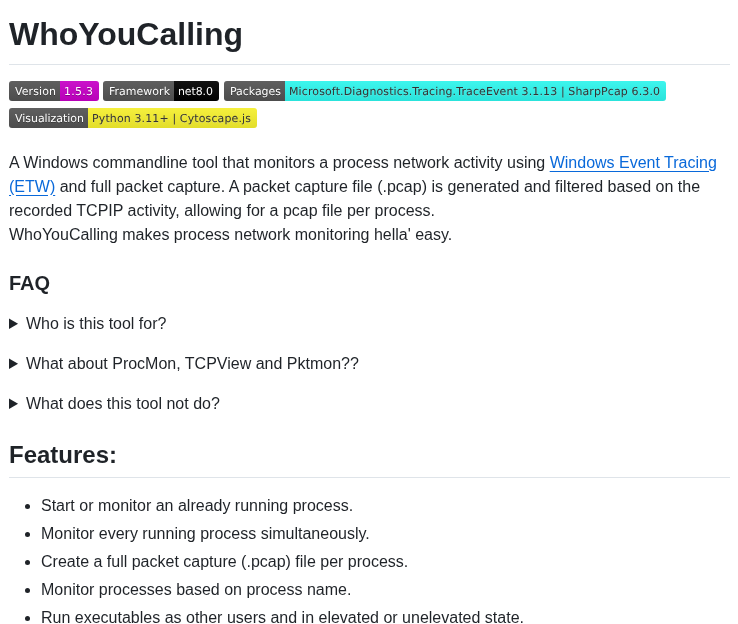 WhoYouCalling
Version 1.5.3 Framework net8.0 Packages Microsoft.Diagnostics.Tracing.TraceEvent 3.1.13 | SharpPcap 6.3.0
Visualization Python 3.11+ | Cytoscape.js
A Windows commandline tool that monitors a process network activity using Windows Event Tracing
(ETW) and full packet capture. A packet capture file (.pcap) is generated and filtered based on the
recorded TCPIP activity, allowing for a pcap file per process.
WhoYouCalling makes process network monitoring hella' easy.
FAQ
Who is this tool for?
What about ProcMon, TCPView and Pktmon??
What does this tool not do?
Features:
Start or monitor an already running process.
Monitor every running process simultaneously.
Create a full packet capture (.pcap) file per process.
Monitor processes based on process name.
Run executables as other users and in elevated or unelevated state.